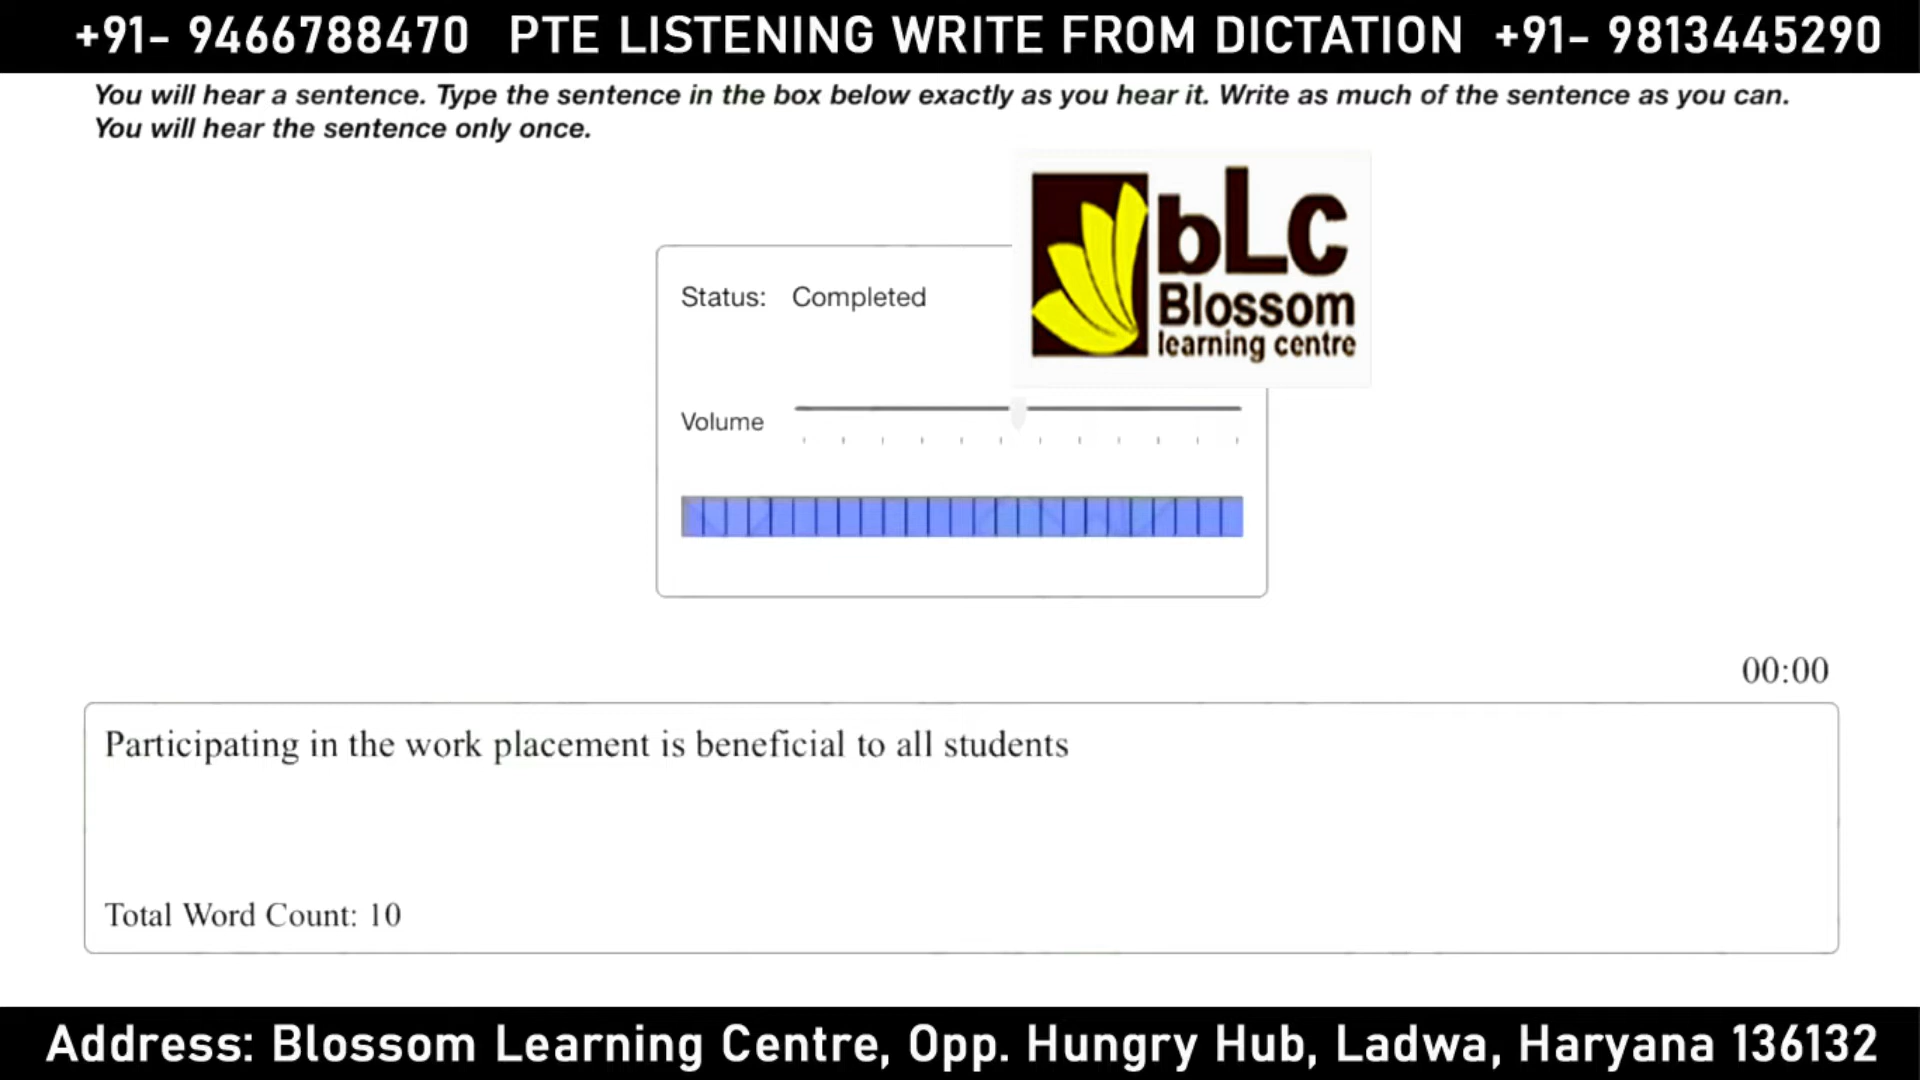 +91- 9466788470 PTE LISTENING WRITE FROM DICTATION +91- 9813445290
You will hear a sentence. Type the sentence in the box below exactly as you hear it. Write as much of the sentence as you can.
You will hear the sentence only once.
bLC
Blossom
learning centre
Status: Completed
Volume
00:00
Participating in the work placement is beneficial to all students
Total Word Count: 10
Address: Blossom Learning Centre, Opp. Hungry Hub, Ladwa, Haryana 136132